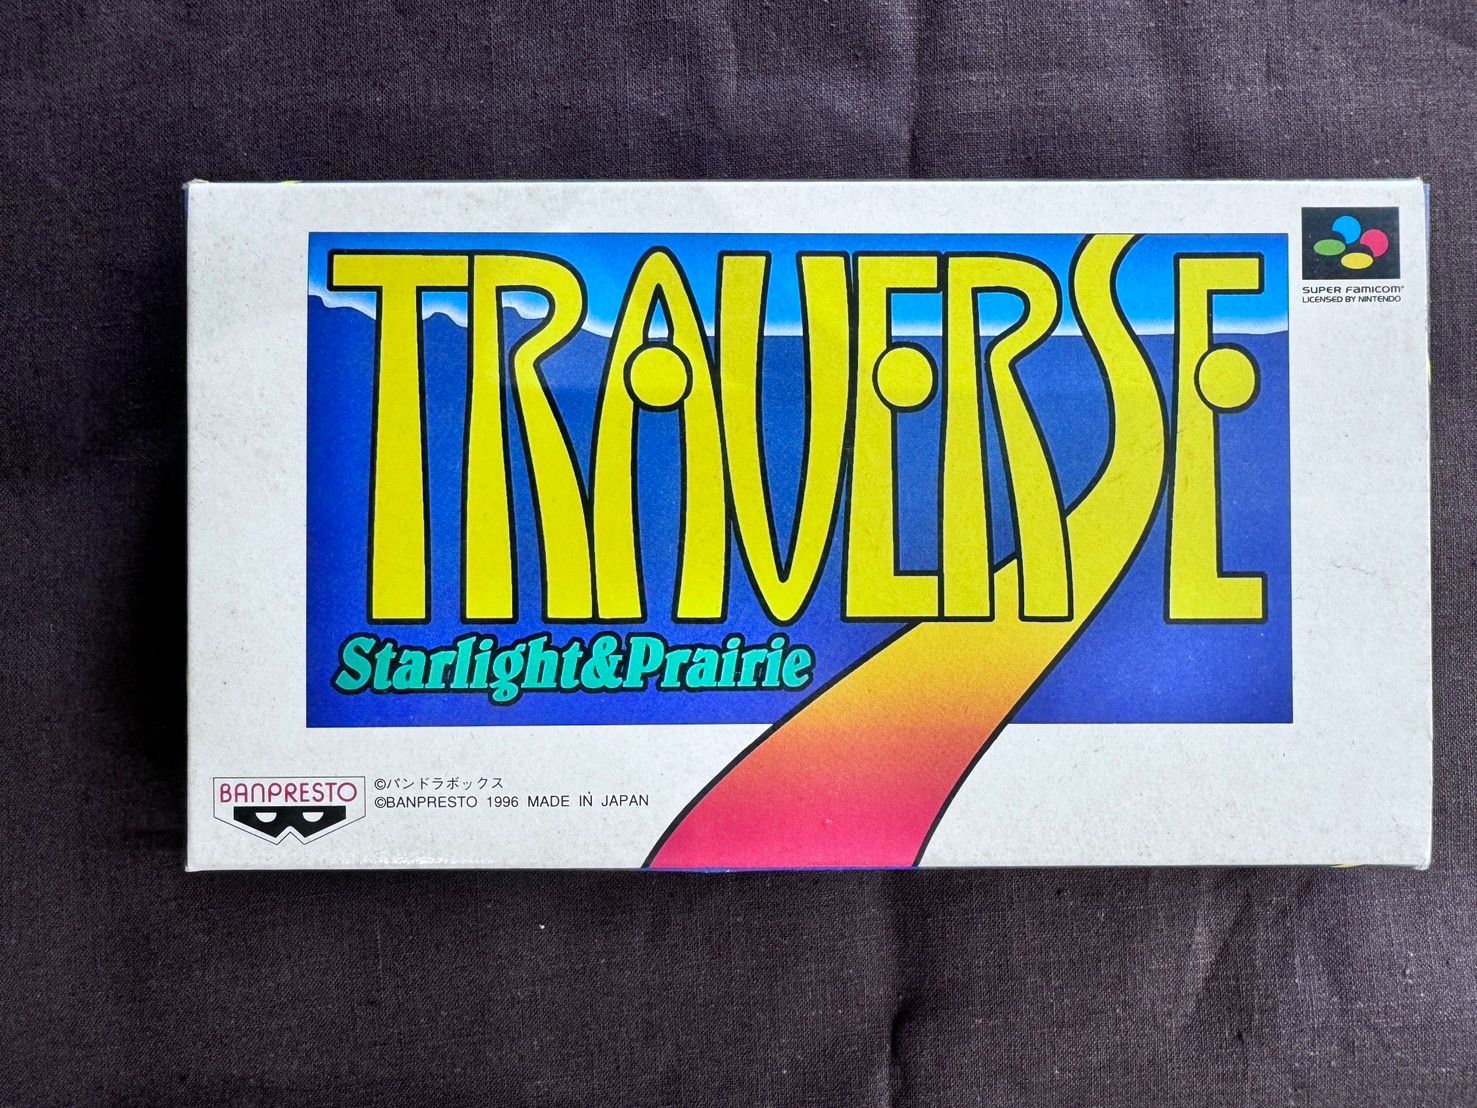 TRAVERSE
Starlight&Prairie
SUPER FAMICOM®
LICENSED BY NINTENDO
BANPRESTO
©パンドラボックス
©BANPRESTO 1996 MADE IN JAPAN